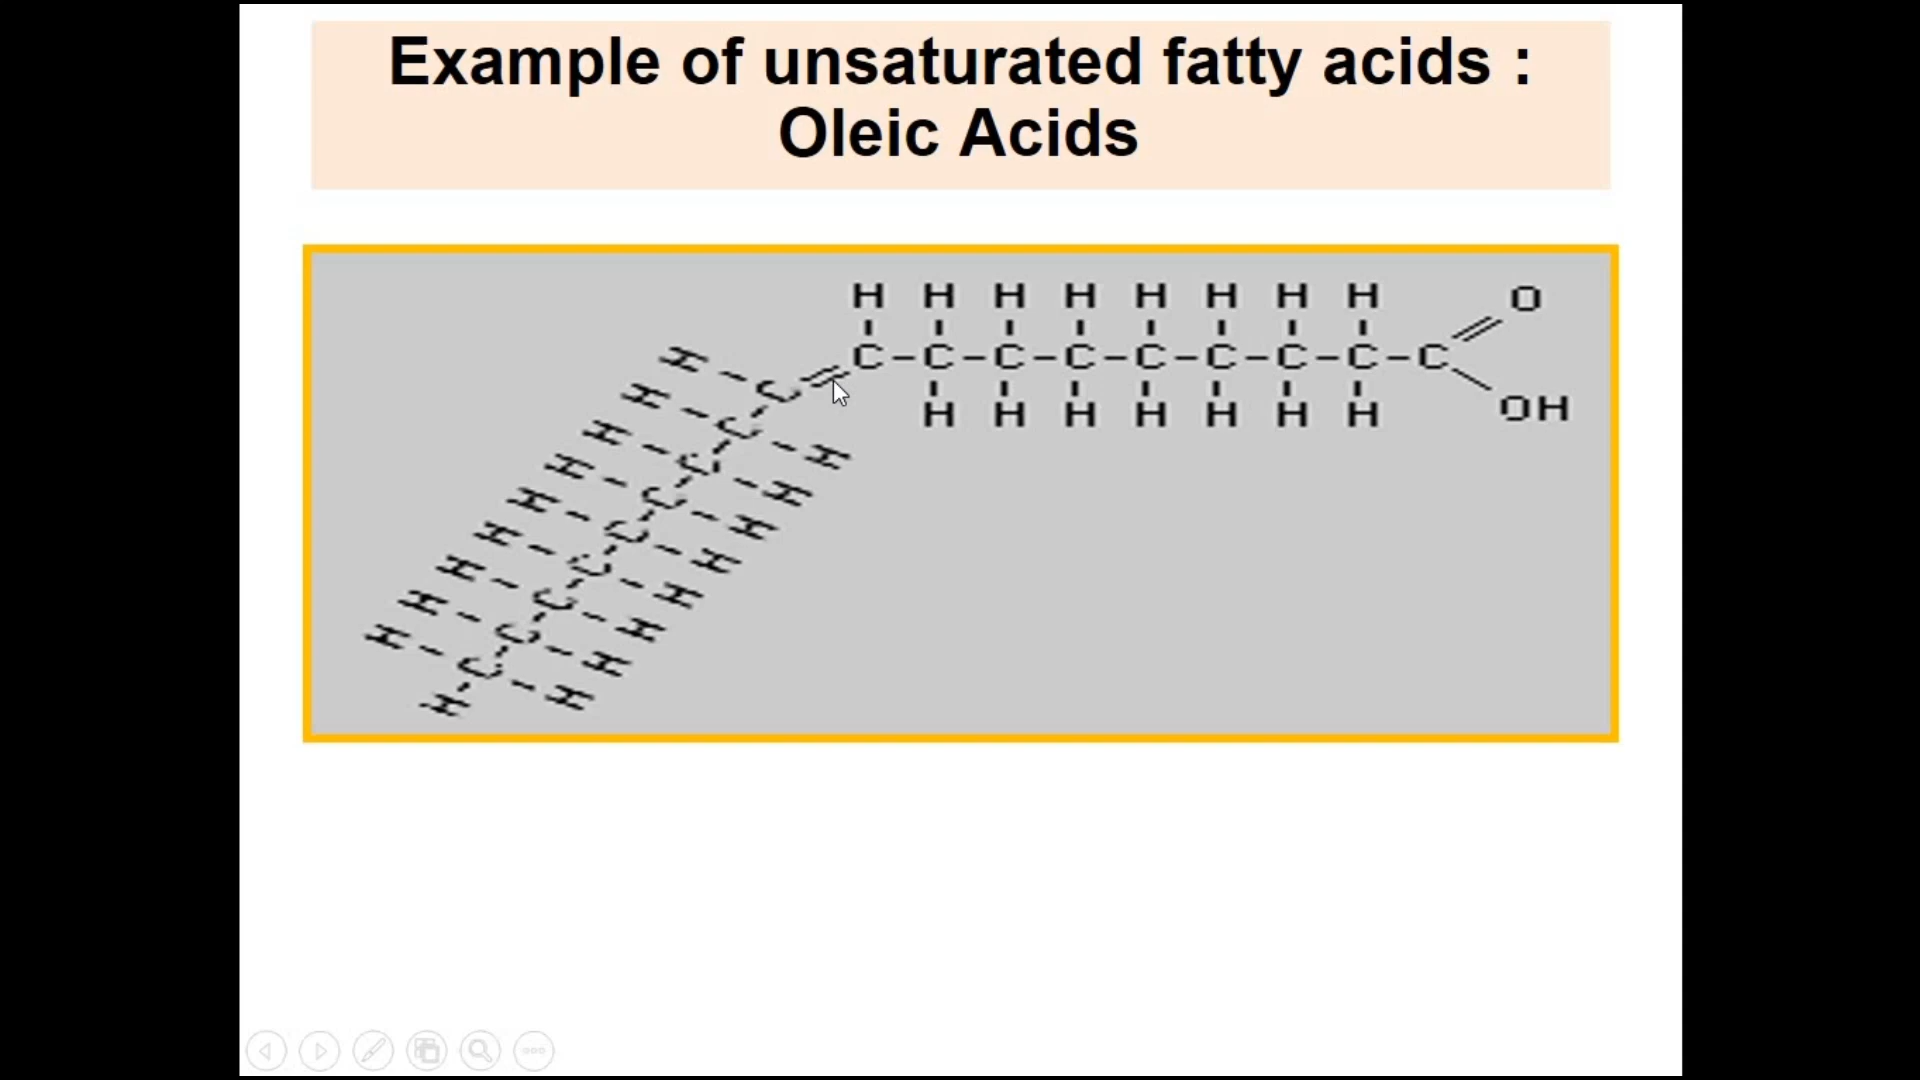 Example of unsaturated fatty acids :
Oleic Acids
H H H H H H H H O
C-C-C-C-C-C-C-C-C
H H H H H H H OH
H-C
H-C-H
H-C-H
H-C-H
H-C-H
H-C-H
H-C-H
H-C-H
H-C-H
H